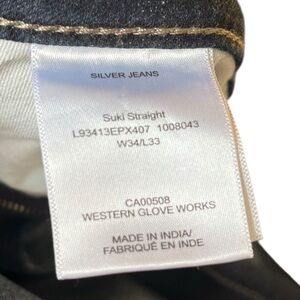 SILVER JEANS
Suki Straight
L93413EPX407 1008043
W34/L33
CA00508
WESTERN GLOVE WORKS
MADE IN INDIA/
FABRIQUÉ EN INDE